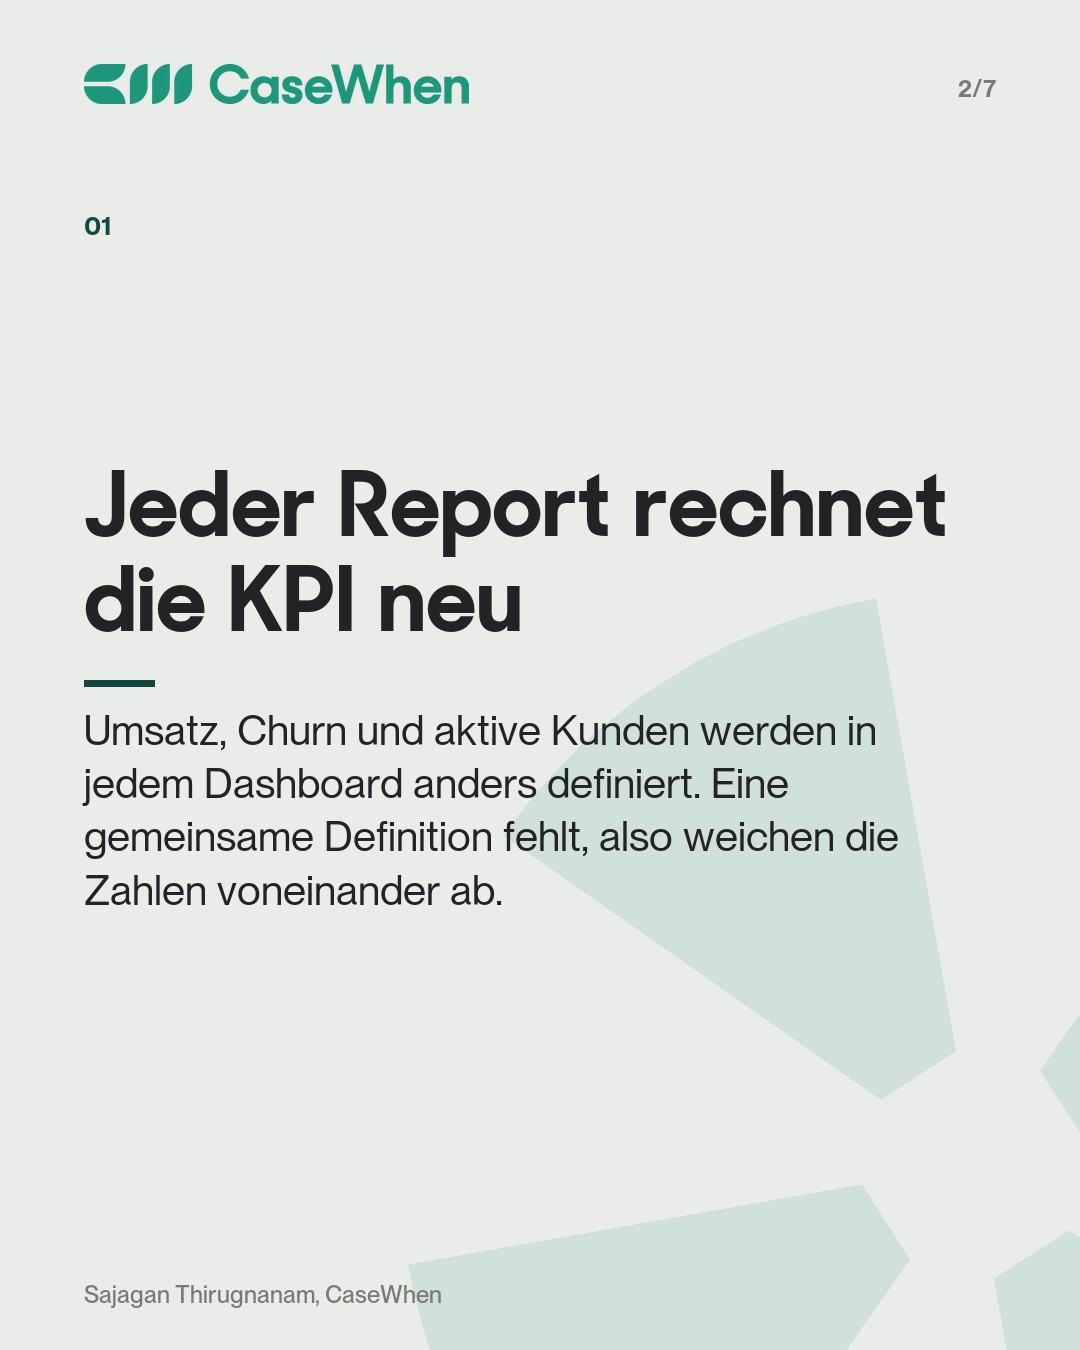 CaseWhen
2/7
01
Jeder Report rechnet
die KPI neu
Umsatz, Churn und aktive Kunden werden in
jedem Dashboard anders definiert. Eine
gemeinsame Definition fehlt, also weichen die
Zahlen voneinander ab.
Sajagan Thirugnanam, CaseWhen